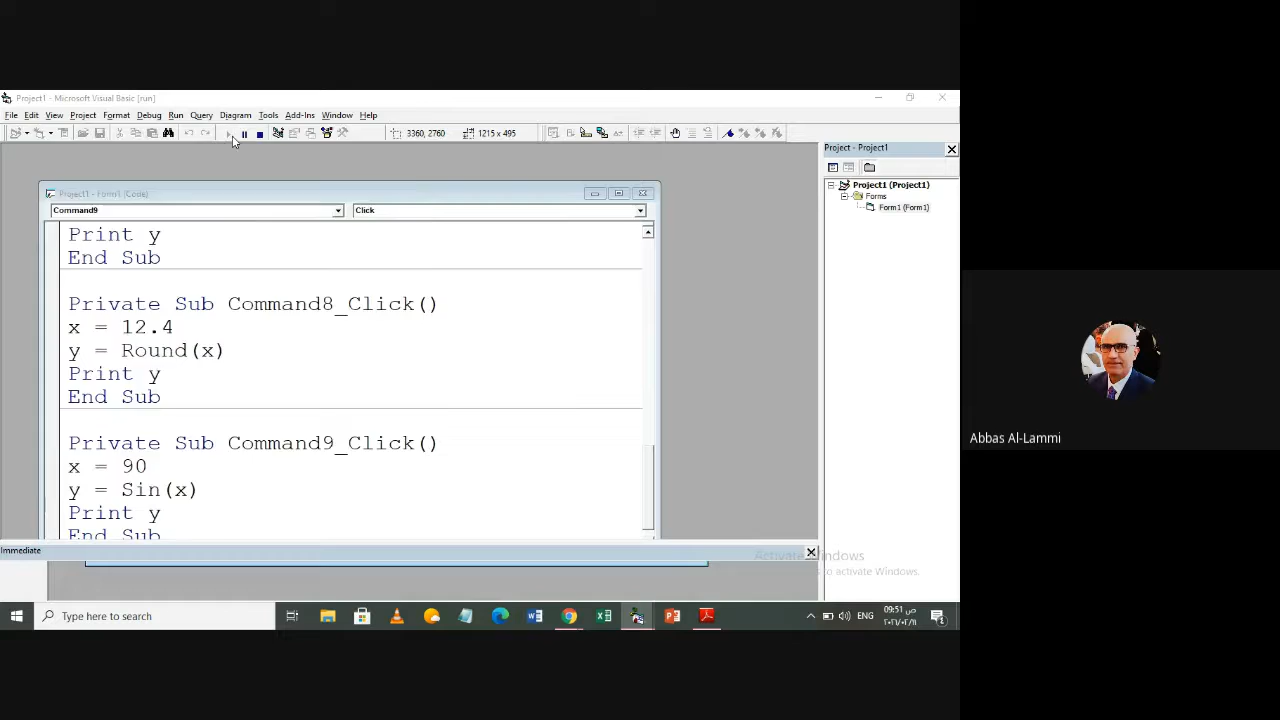 Project1 - Microsoft Visual Basic [run]
File Edit View Project Format Debug Run Query Diagram Tools Add-Ins Window Help
3360, 2760 1215 x 495
Project - Project1
Project1 (Project1)
Forms
Form1 (Form1)
Project1 - Form1 (Code)
Command9 Click
Print y
End Sub
Private Sub Command8_Click()
x = 12.4
y = Round(x)
Print y
End Sub
Private Sub Command9_Click()
x = 90
y = Sin(x)
Print y
End Sub
Immediate
Activate Windows
to activate Windows.
Abbas Al-Lammi
Type here to search
ENG
09:51 ص